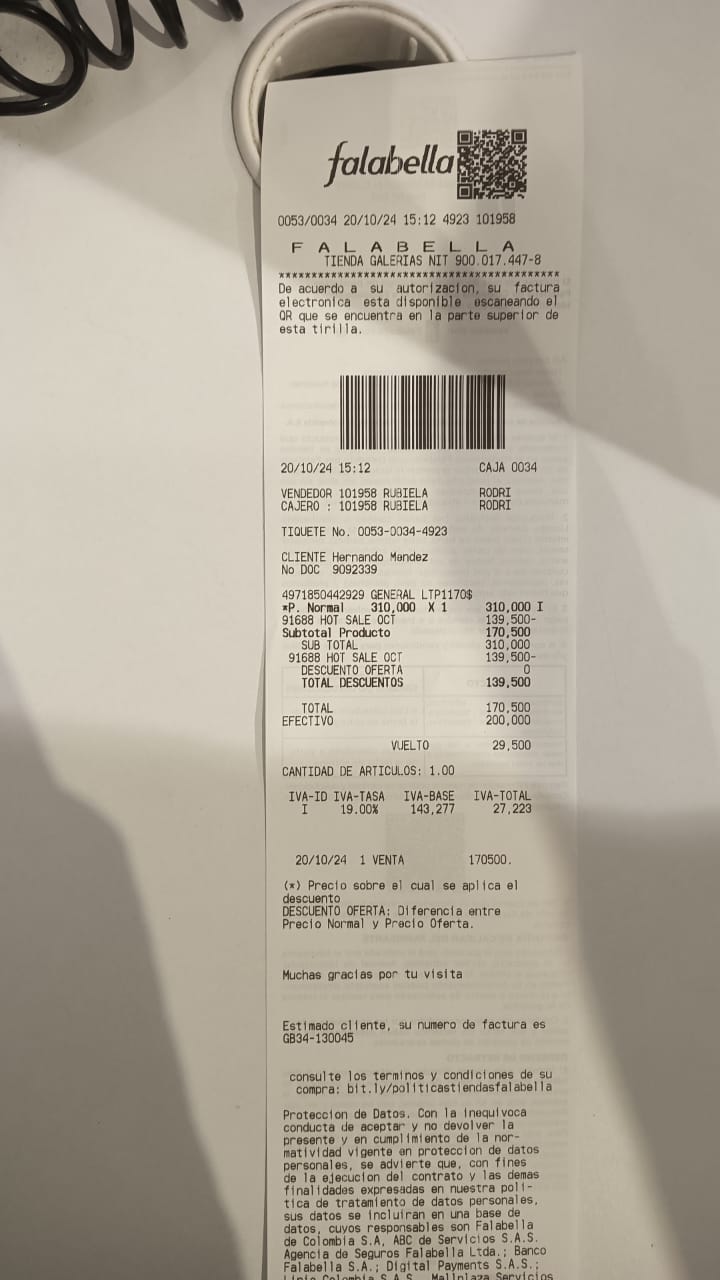 falabella
0053/0034 20/10/24 15:12 4923 101958
F A L A B E L L A
TIENDA GALERIAS NIT 900.017.447-8
*******************************************
De acuerdo a su autorizacion, su factura
electronica esta disponible escaneando el
QR que se encuentra en la parte superior de
esta tirilla.
20/10/24 15:12 CAJA 0034
VENDEDOR 101958 RUBIELA RODRI
CAJERO : 101958 RUBIELA RODRI
TIQUETE No. 0053-0034-4923
CLIENTE Hernando Mendez
No DOC 9092339
4971850442929 GENERAL LTP1170$
*P. Normal 310,000 X 1 310,000 I
91688 HOT SALE OCT 139,500-
Subtotal Producto 170,500
SUB TOTAL 310,000
91688 HOT SALE OCT 139,500-
DESCUENTO OFERTA 0
TOTAL DESCUENTOS 139,500
TOTAL 170,500
EFECTIVO 200,000
VUELTO 29,500
CANTIDAD DE ARTICULOS: 1.00
IVA-ID IVA-TASA IVA-BASE IVA-TOTAL
I 19.00% 143,277 27,223
20/10/24 1 VENTA 170500.
(*) Precio sobre el cual se aplica el
descuento
DESCUENTO OFERTA: Diferencia entre
Precio Normal y Precio Oferta.
Muchas gracias por tu visita
Estimado cliente, su numero de factura es
GB34-130045
consulte los terminos y condiciones de su
compra: bit.ly/politicastiendasfalabella
Proteccion de Datos. Con la inequivoca
conducta de aceptar y no devolver la
presente y en cumplimiento de la nor-
matividad vigente en proteccion de datos
personales, se advierte que, con fines
de la ejecucion del contrato y las demas
finalidades expresadas en nuestra poli-
tica de tratamiento de datos personales,
sus datos se incluiran en una base de
datos, cuyos responsables son Falabella
de Colombia S.A, ABC de Servicios S.A.S.
Agencia de Seguros Falabella Ltda.; Banco
Falabella S.A.; Digital Payments S.A.S.;
Colombia S.A.S. Mallplaza Servicios